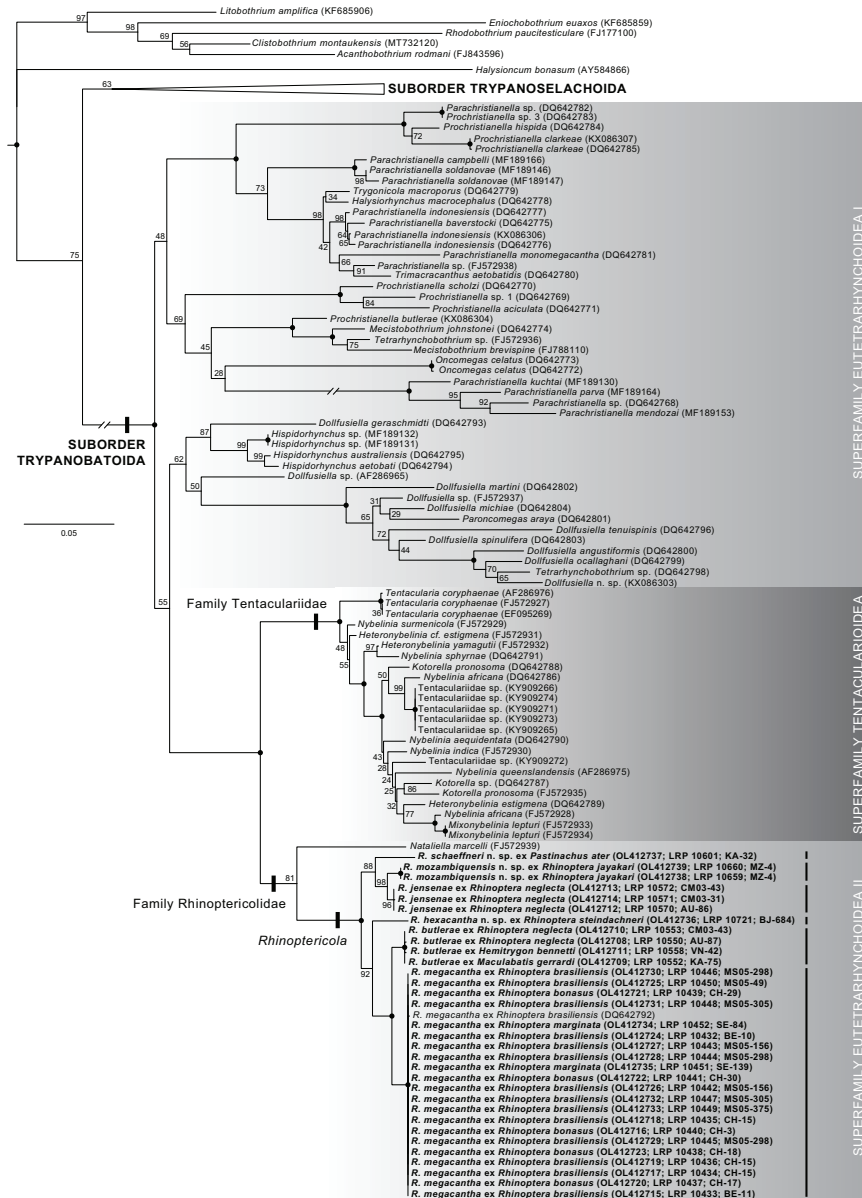 97
Litobothrium amplifica (KF685906)
98
Eniochobothrium euaxos (KF685859)
69
Rhodobothrium paucitesticulare (FJ177100)
56
Clistobothrium montaukensis (MT732120)
Acanthobothrium rodmani (FJ843596)
Halysioncum bonasum (AY584866)
63
SUBORDER TRYPANOSELACHOIDA
Parachristianella sp. (DQ642782)
Prochristianella sp. 3 (DQ642783)
Prochristianella hispida (DQ642784)
72
Prochristianella clarkeae (KX086307)
Prochristianella clarkeae (DQ642785)
Parachristianella campbelli (MF189166)
Parachristianella soldanovae (MF189146)
98
Parachristianella soldanovae (MF189147)
73
Trygonicola macroporus (DQ642779)
34
Halysiorhynchus macrocephalus (DQ642778)
98
Parachristianella indonesiensis (DQ642777)
98
Parachristianella baverstocki (DQ642775)
64
Parachristianella indonesiensis (KX086306)
65
Parachristianella indonesiensis (DQ642776)
42
Parachristianella monomegacantha (DQ642781)
66
Parachristianella sp. (FJ572938)
91
Trimacracanthus aetobatidis (DQ642780)
48
75
Prochristianella scholzi (DQ642770)
Prochristianella sp. 1 (DQ642769)
84
Prochristianella aciculata (DQ642771)
69
Prochristianella butlerae (KX086304)
Mecistobothrium johnstonei (DQ642774)
Tetrarhynchobothrium sp. (FJ572936)
75
Mecistobothrium brevispine (FJ788110)
45
Oncomegas celatus (DQ642773)
Oncomegas celatus (DQ642772)
28
Parachristianella kuchtai (MF189130)
Parachristianella parva (MF189164)
95
Parachristianella sp. (DQ642768)
92
Parachristianella mendozai (MF189153)
SUPERFAMILY EUTETRARHYNCHOIDEA I
SUBORDER
TRYPANOBATOIDA
Dollfusiella geraschmidti (DQ642793)
87
Hispidorhynchus sp. (MF189132)
Hispidorhynchus sp. (MF189131)
99
Hispidorhynchus australiensis (DQ642795)
99
Hispidorhynchus aetobati (DQ642794)
62
Dollfusiella sp. (AF286965)
50
Dollfusiella martini (DQ642802)
Dollfusiella sp. (FJ572937)
31
Dollfusiella michiae (DQ642804)
29
Paroncomegas araya (DQ642801)
65
Dollfusiella tenuispinis (DQ642796)
72
Dollfusiella spinulifera (DQ642803)
44
Dollfusiella angustiformis (DQ642800)
Dollfusiella ocallaghani (DQ642799)
70
Tetrarhynchobothrium sp. (DQ642798)
65
Dollfusiella n. sp. (KX086303)
0.05
55
Family Tentaculariidae
Tentacularia coryphaenae (AF286976)
Tentacularia coryphaenae (FJ572927)
36
Tentacularia coryphaenae (EF095269)
Nybelinia surmenicola (FJ572929)
48
Heteronybelinia cf. estigmena (FJ572931)
55
97
Heteronybelinia yamagutii (FJ572932)
Nybelinia sphyrnae (DQ642791)
Kotorella pronosoma (DQ642788)
50
Nybelinia africana (DQ642786)
99
Tentaculariidae sp. (KY909266)
Tentaculariidae sp. (KY909274)
Tentaculariidae sp. (KY909271)
Tentaculariidae sp. (KY909273)
Tentaculariidae sp. (KY909265)
Nybelinia aequidentata (DQ642790)
43
Nybelinia indica (FJ572930)
28
Tentaculariidae sp. (KY909272)
24
Nybelinia queenslandensis (AF286975)
25
Kotorella sp. (DQ642787)
86
Kotorella pronosoma (FJ572935)
32
Heteronybelinia estigmena (DQ642789)
77
Nybelinia africana (FJ572928)
Mixonybelinia lepturi (FJ572933)
Mixonybelinia lepturi (FJ572934)
SUPERFAMILY TENTACULARIOIDEA
Family Rhinoptericolidae
81
Nataliella marcelli (FJ572939)
Rhinoptericola
88
R. schaeffneri n. sp. ex Pastinachus ater (OL412737; LRP 10601; KA-32)
R. mozambiquensis n. sp. ex Rhinoptera jayakari (OL412739; LRP 10660; MZ-4)
98
R. mozambiquensis n. sp. ex Rhinoptera jayakari (OL412738; LRP 10659; MZ-4)
R. jensenae ex Rhinoptera neglecta (OL412713; LRP 10572; CM03-43)
R. jensenae ex Rhinoptera neglecta (OL412714; LRP 10571; CM03-31)
96
R. jensenae ex Rhinoptera neglecta (OL412712; LRP 10570; AU-86)
R. hexacantha n. sp. ex Rhinoptera steindachneri (OL412736; LRP 10721; BJ-684)
92
R. butlerae ex Rhinoptera neglecta (OL412710; LRP 10553; CM03-43)
R. butlerae ex Rhinoptera neglecta (OL412708; LRP 10550; AU-87)
R. butlerae ex Hemitrygon bennetti (OL412711; LRP 10558; VN-42)
R. butlerae ex Maculabatis gerrardi (OL412709; LRP 10552; KA-75)
R. megacantha ex Rhinoptera brasiliensis (OL412730; LRP 10446; MS05-298)
R. megacantha ex Rhinoptera brasiliensis (OL412725; LRP 10450; MS05-49)
R. megacantha ex Rhinoptera bonasus (OL412721; LRP 10439; CH-29)
R. megacantha ex Rhinoptera brasiliensis (OL412731; LRP 10448; MS05-305)
R. megacantha ex Rhinoptera brasiliensis (DQ642792)
R. megacantha ex Rhinoptera marginata (OL412734; LRP 10452; SE-84)
R. megacantha ex Rhinoptera brasiliensis (OL412724; LRP 10432; BE-10)
R. megacantha ex Rhinoptera brasiliensis (OL412727; LRP 10443; MS05-156)
R. megacantha ex Rhinoptera brasiliensis (OL412728; LRP 10444; MS05-298)
R. megacantha ex Rhinoptera marginata (OL412735; LRP 10451; SE-139)
R. megacantha ex Rhinoptera bonasus (OL412722; LRP 10441; CH-30)
R. megacantha ex Rhinoptera brasiliensis (OL412726; LRP 10442; MS05-156)
R. megacantha ex Rhinoptera brasiliensis (OL412732; LRP 10447; MS05-305)
R. megacantha ex Rhinoptera brasiliensis (OL412733; LRP 10449; MS05-375)
R. megacantha ex Rhinoptera brasiliensis (OL412718; LRP 10435; CH-15)
R. megacantha ex Rhinoptera bonasus (OL412716; LRP 10440; CH-3)
R. megacantha ex Rhinoptera brasiliensis (OL412729; LRP 10445; MS05-298)
R. megacantha ex Rhinoptera bonasus (OL412723; LRP 10438; CH-18)
R. megacantha ex Rhinoptera brasiliensis (OL412719; LRP 10436; CH-15)
R. megacantha ex Rhinoptera brasiliensis (OL412717; LRP 10434; CH-15)
R. megacantha ex Rhinoptera bonasus (OL412720; LRP 10437; CH-17)
R. megacantha ex Rhinoptera brasiliensis (OL412715; LRP 10433; BE-11)
SUPERFAMILY EUTETRARHYNCHOIDEA II